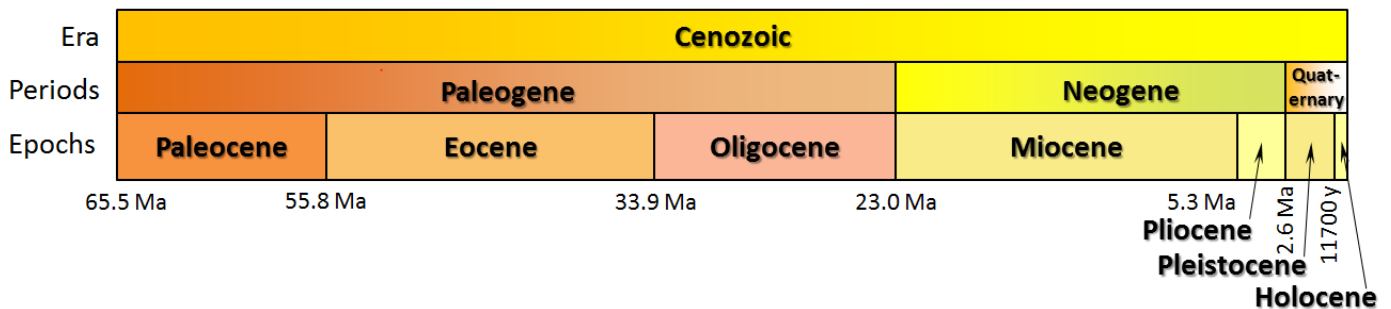 Era
Cenozoic
Periods
Paleogene
Neogene
Quat-
ernary
Epochs
Paleocene
Eocene
Oligocene
Miocene
65.5 Ma
55.8 Ma
33.9 Ma
23.0 Ma
5.3 Ma
2.6 Ma
11700 y
Pliocene
Pleistocene
Holocene